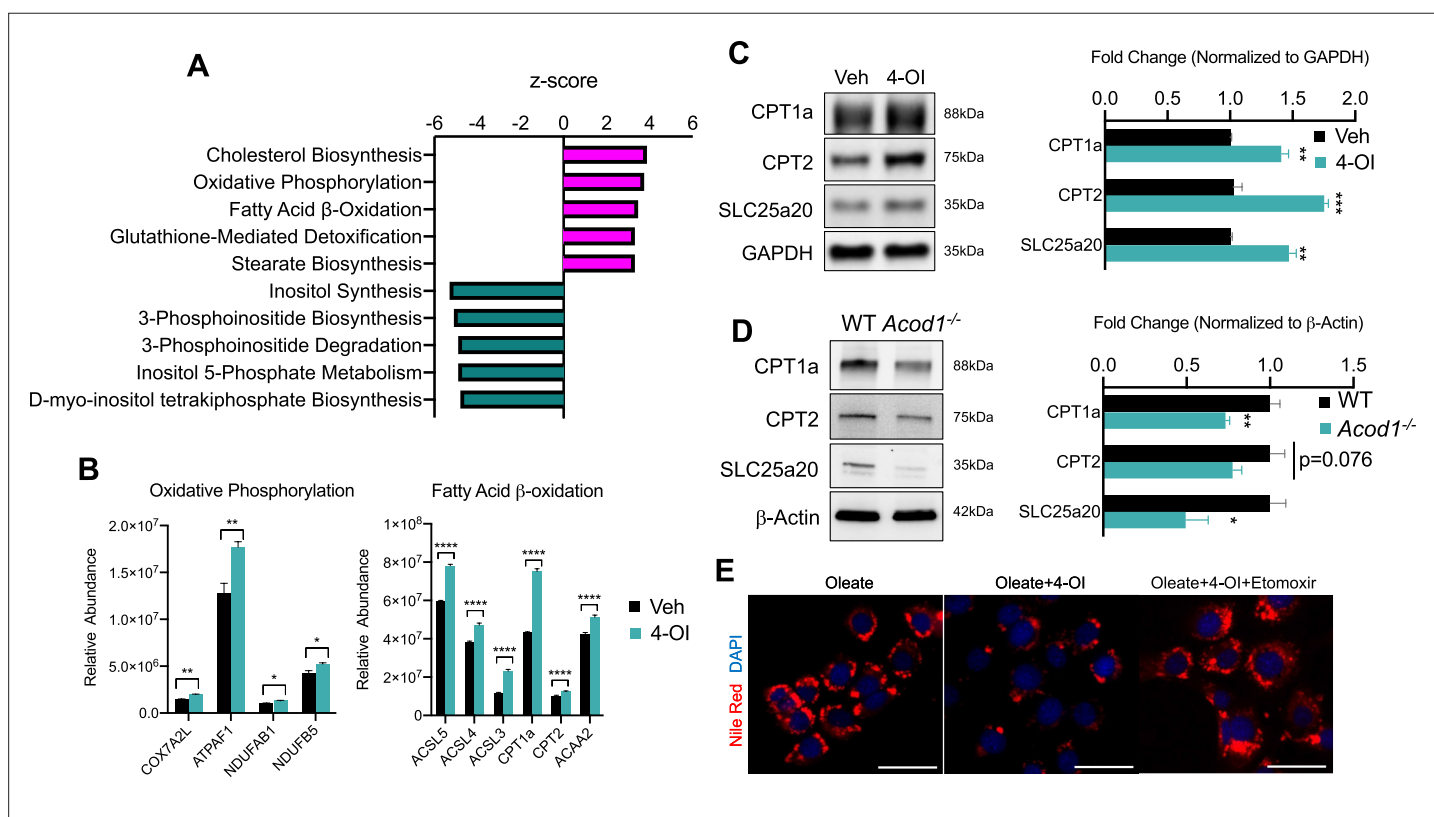 A
z-score
-6 -4 -2 0 2 4 6
Cholesterol Biosynthesis
Oxidative Phosphorylation
Fatty Acid β-Oxidation
Glutathione-Mediated Detoxification
Stearate Biosynthesis
Inositol Synthesis
3-Phosphoinositide Biosynthesis
3-Phosphoinositide Degradation
Inositol 5-Phosphate Metabolism
D-myo-inositol tetrakiphosphate Biosynthesis
B
Oxidative Phosphorylation
Relative Abundance
2.0×10⁷
1.5×10⁷
1.0×10⁷
5.0×10⁶
0.0
** ** * *
COX7A2L
ATPAF1
NDUFAB1
NDUFB5
Fatty Acid β-oxidation
Relative Abundance
1×10⁸
8×10⁷
6×10⁷
4×10⁷
2×10⁷
0
**** **** **** **** **** ****
ACSL5
ACSL4
ACSL3
CPT1a
CPT2
ACAA2
Veh
4-OI
C
Veh 4-OI
CPT1a 88kDa
CPT2 75kDa
SLC25a20 35kDa
GAPDH 35kDa
Fold Change (Normalized to GAPDH)
0.0 0.5 1.0 1.5 2.0
CPT1a **
CPT2 ***
SLC25a20 **
Veh
4-OI
D
WT Acod1⁻/⁻
CPT1a 88kDa
CPT2 75kDa
SLC25a20 35kDa
β-Actin 42kDa
Fold Change (Normalized to β-Actin)
0.0 0.5 1.0 1.5
CPT1a **
CPT2 p=0.076
SLC25a20 *
WT
Acod1⁻/⁻
E
Oleate
Oleate+4-OI
Oleate+4-OI+Etomoxir
Nile Red DAPI